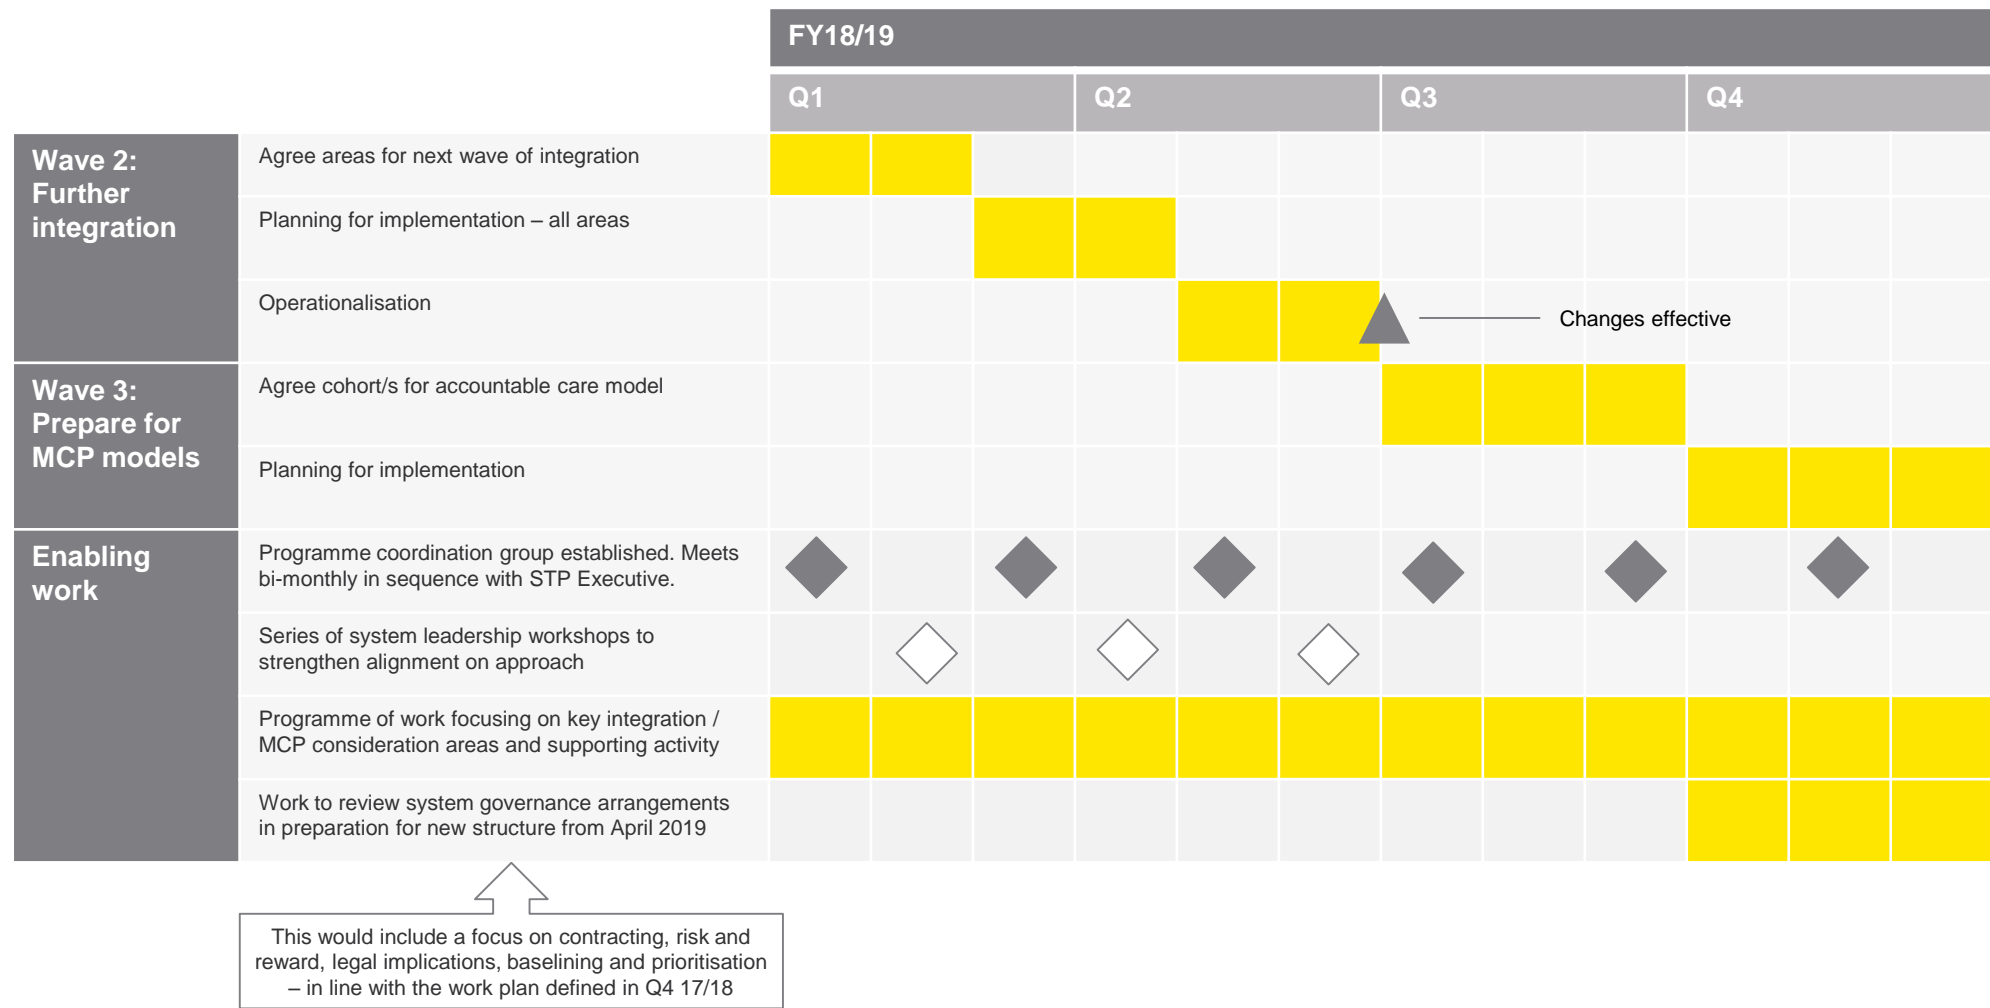 FY18/19
Q1
Q2
Q3
Q4
Wave 2:
Further
integration
Agree areas for next wave of integration
Planning for implementation – all areas
Operationalisation
Changes effective
Wave 3:
Prepare for
MCP models
Agree cohort/s for accountable care model
Planning for implementation
Enabling
work
Programme coordination group established. Meets
bi-monthly in sequence with STP Executive.
Series of system leadership workshops to
strengthen alignment on approach
Programme of work focusing on key integration /
MCP consideration areas and supporting activity
Work to review system governance arrangements
in preparation for new structure from April 2019
This would include a focus on contracting, risk and
reward, legal implications, baselining and prioritisation
– in line with the work plan defined in Q4 17/18